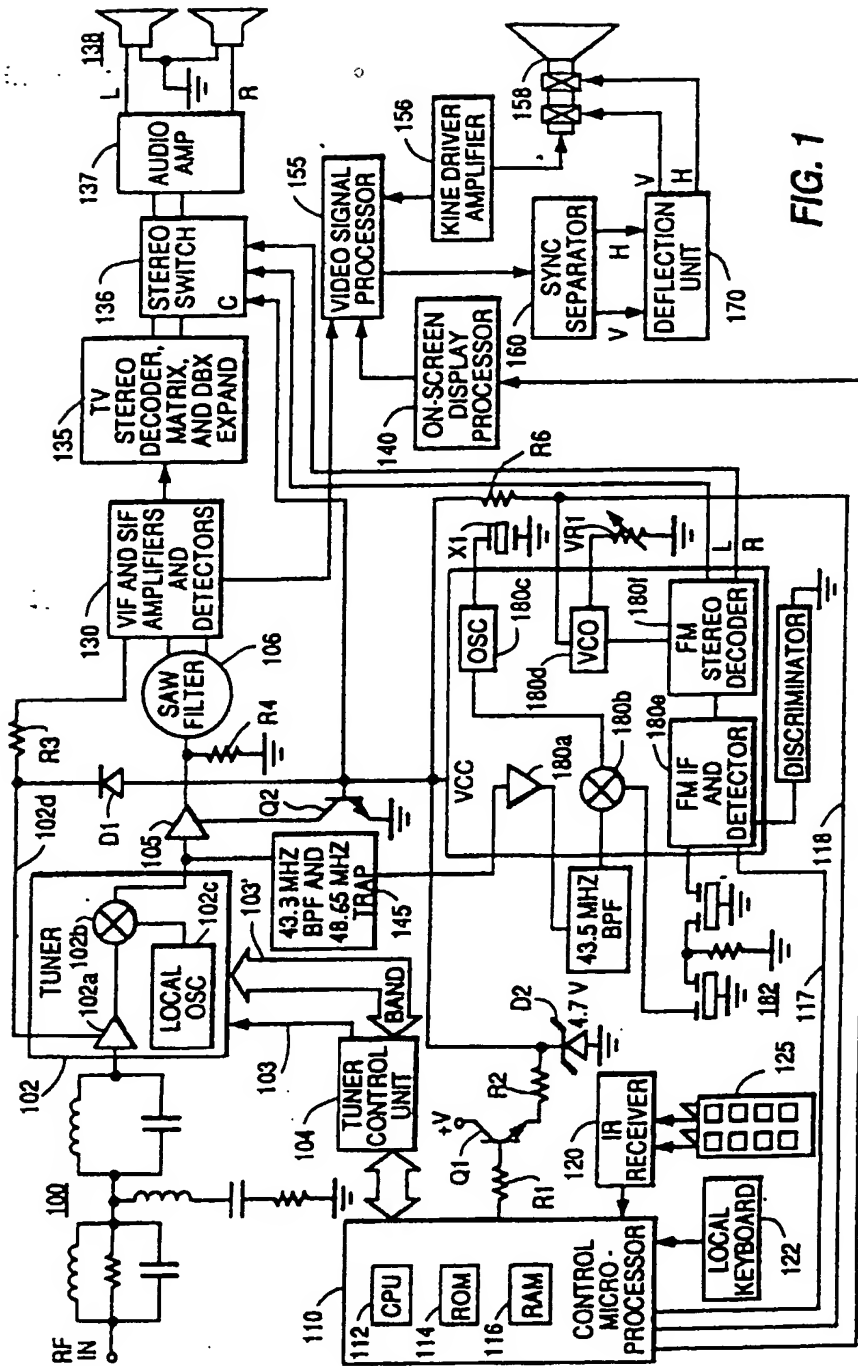 RF
IN
100
102
102a
102b
TUNER
LOCAL
OSC
102c
102d
103
103'
BAND
104
TUNER
CONTROL
UNIT
105
D1
R3
Q2
R4
106
SAW
FILTER
130
VIF AND SIF
AMPLIFIERS
AND
DETECTORS
135
TV
STEREO
DECODER,
MATRIX,
AND DBX
EXPAND
136
STEREO
SWITCH
C
137
AUDIO
AMP
L
R
138
43.3 MHZ
BPF AND
48.65 MHZ
TRAP
145
110
112
CPU
114
ROM
116
RAM
CONTROL
MICRO-
PROCESSOR
R1
Q1
+V
R2
D2
4.7 V
120
IR
RECEIVER
125
LOCAL
KEYBOARD
122
117
118
182
43.5 MHZ
BPF
VCC
180a
180b
OSC
180c
X1
180d
VCO
VR1
R6
180e
FM IF
AND
DETECTOR
180f
FM
STEREO
DECODER
L
R
DISCRIMINATOR
140
ON-SCREEN
DISPLAY
PROCESSOR
155
VIDEO SIGNAL
PROCESSOR
156
KINE DRIVER
AMPLIFIER
158
160
SYNC
SEPARATOR
V
H
DEFLECTION
UNIT
170
V
H
FIG. 1